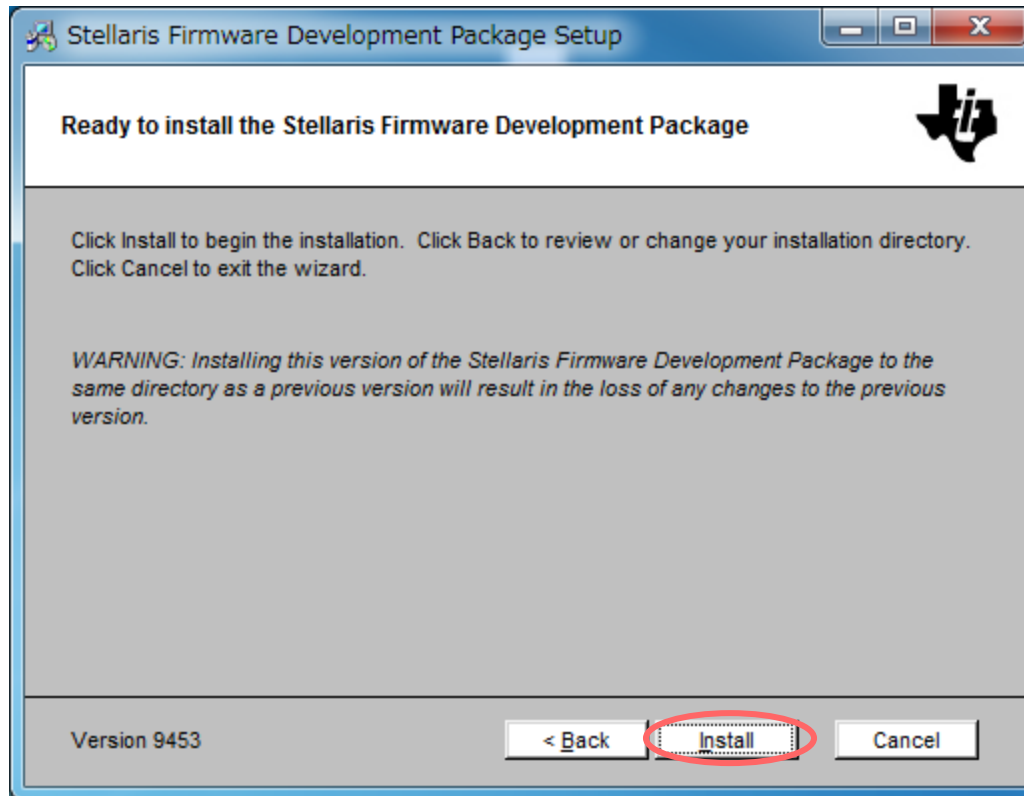 Stellaris Firmware Development Package Setup
Ready to install the Stellaris Firmware Development Package
Click Install to begin the installation.  Click Back to review or change your installation directory.
Click Cancel to exit the wizard.
WARNING: Installing this version of the Stellaris Firmware Development Package to the
same directory as a previous version will result in the loss of any changes to the previous
version.
Version 9453
< Back
Install
Cancel